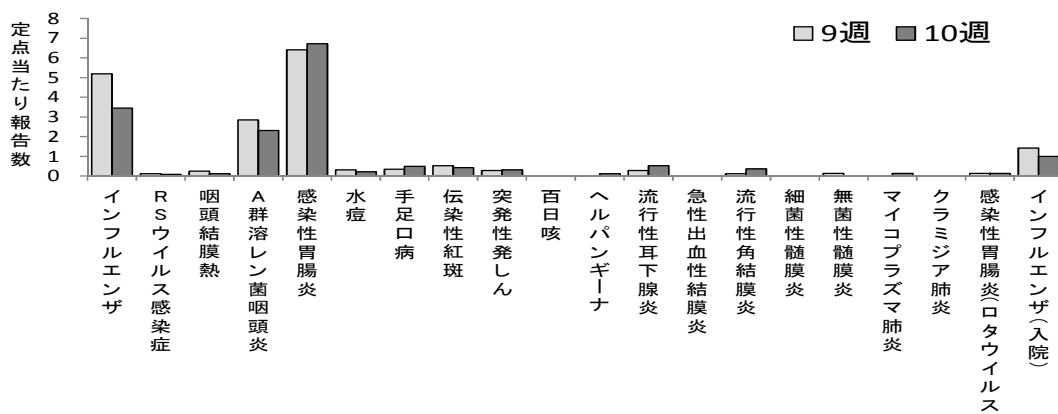 定点当たり報告数
8
7
6
5
4
3
2
1
0
9週 10週
インフルエンザ
RSウイルス感染症
咽頭結膜熱
A群溶レン菌咽頭炎
感染性胃腸炎
水痘
手足口病
伝染性紅斑
突発性発しん
百日咳
ヘルパンギーナ
流行性耳下腺炎
急性出血性結膜炎
流行性角結膜炎
細菌性髄膜炎
無菌性髄膜炎
マイコプラズマ肺炎
クラミジア肺炎
感染性胃腸炎(ロタウイルス
インフルエンザ(入院)